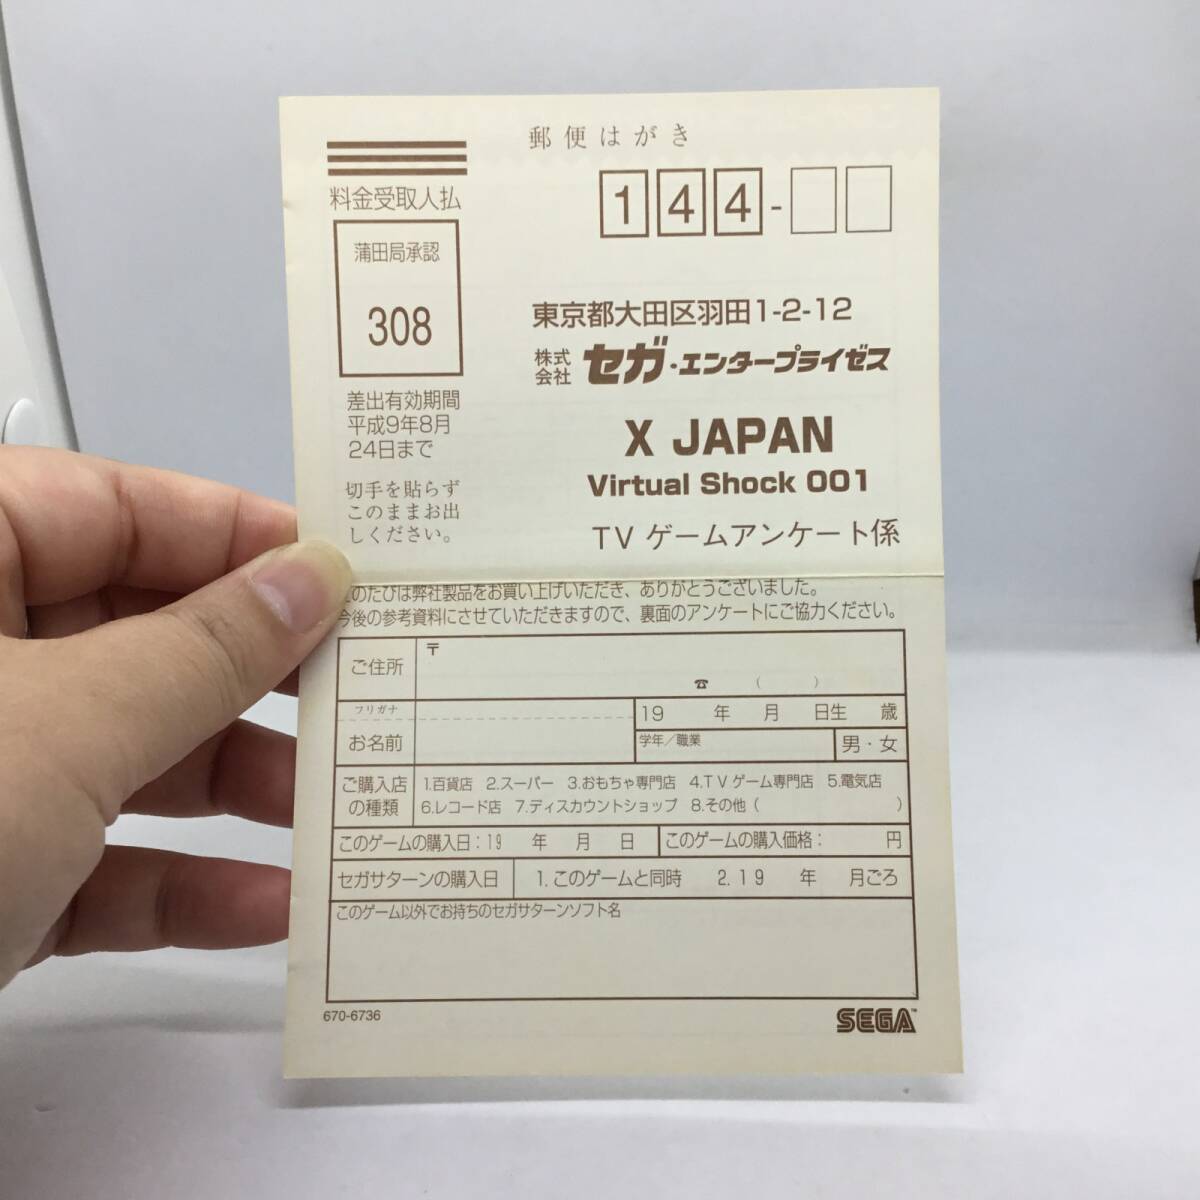 郵便はがき
料金受取人払
蒲田局承認
308
差出有効期間
平成9年8月
24日まで
切手を貼らず
このままお出
しください。
144-
東京都大田区羽田1-2-12
株式会社 セガ・エンタープライゼス
X JAPAN
Virtual Shock 001
TV ゲームアンケート係
このたびは弊社製品をお買い上げいただき、ありがとうございました。
今後の参考資料にさせていただきますので、裏面のアンケートにご協力ください。
ご住所 〒
☎ ( )
フリガナ
お名前
19 年 月 日生 歳
学年／職業
男・女
ご購入店の種類
1.百貨店 2.スーパー 3.おもちゃ専門店 4.TV ゲーム専門店 5.電気店
6.レコード店 7.ディスカウントショップ 8.その他( )
このゲームの購入日：19 年 月 日 このゲームの購入価格： 円
セガサターンの購入日 1.このゲームと同時 2.19 年 月ごろ
このゲーム以外でお持ちのセガサターンソフト名
670-6736
SEGA™